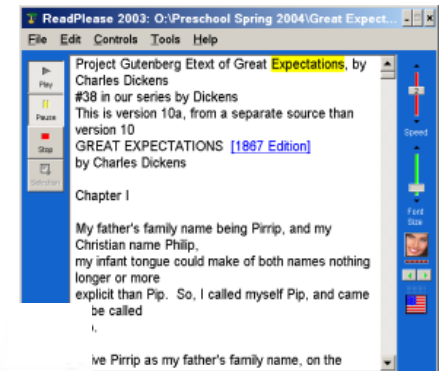 ReadPlease 2003: O:\Preschool Spring 2004\Great Expect...
File Edit Controls Tools Help
Play
Pause
Stop
Selection
Project Gutenberg Etext of Great Expectations, by
Charles Dickens
#38 in our series by Dickens
This is version 10a, from a separate source than
version 10
GREAT EXPECTATIONS [1867 Edition]
by Charles Dickens
Chapter I
My father's family name being Pirrip, and my
Christian name Philip,
my infant tongue could make of both names nothing
longer or more
explicit than Pip. So, I called myself Pip, and came
be called
Pirrip as my father's family name, on the
2
Speed
Font
Size